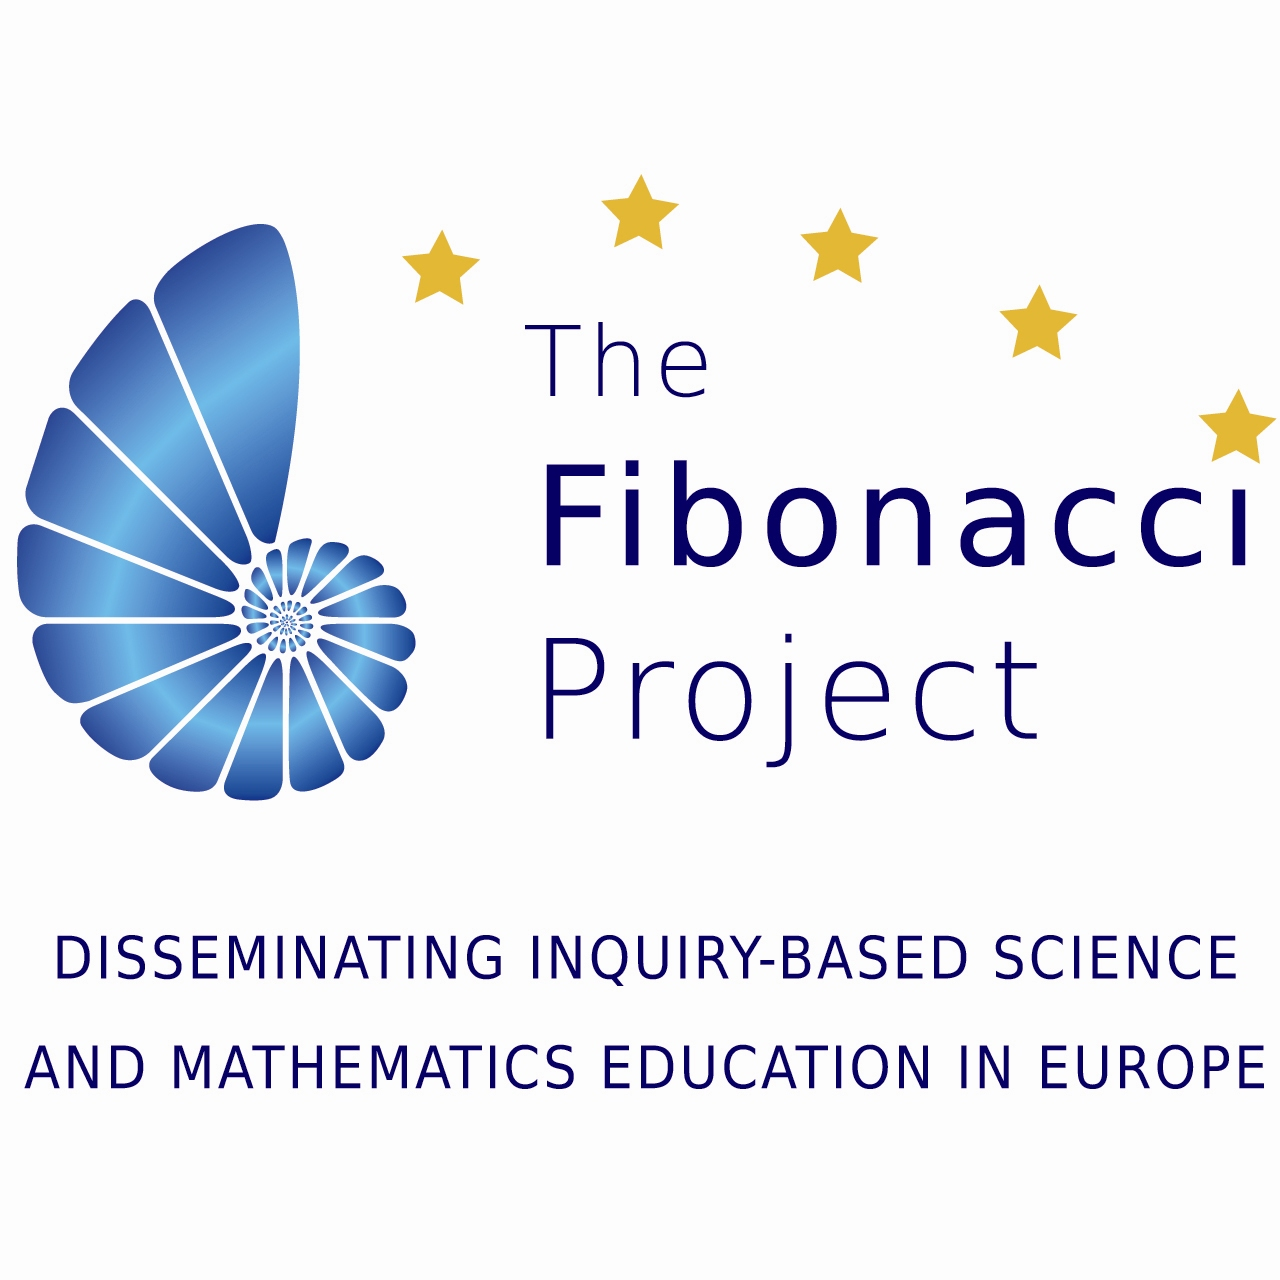 The
Fibonacci
Project
DISSEMINATING INQUIRY-BASED SCIENCE
AND MATHEMATICS EDUCATION IN EUROPE